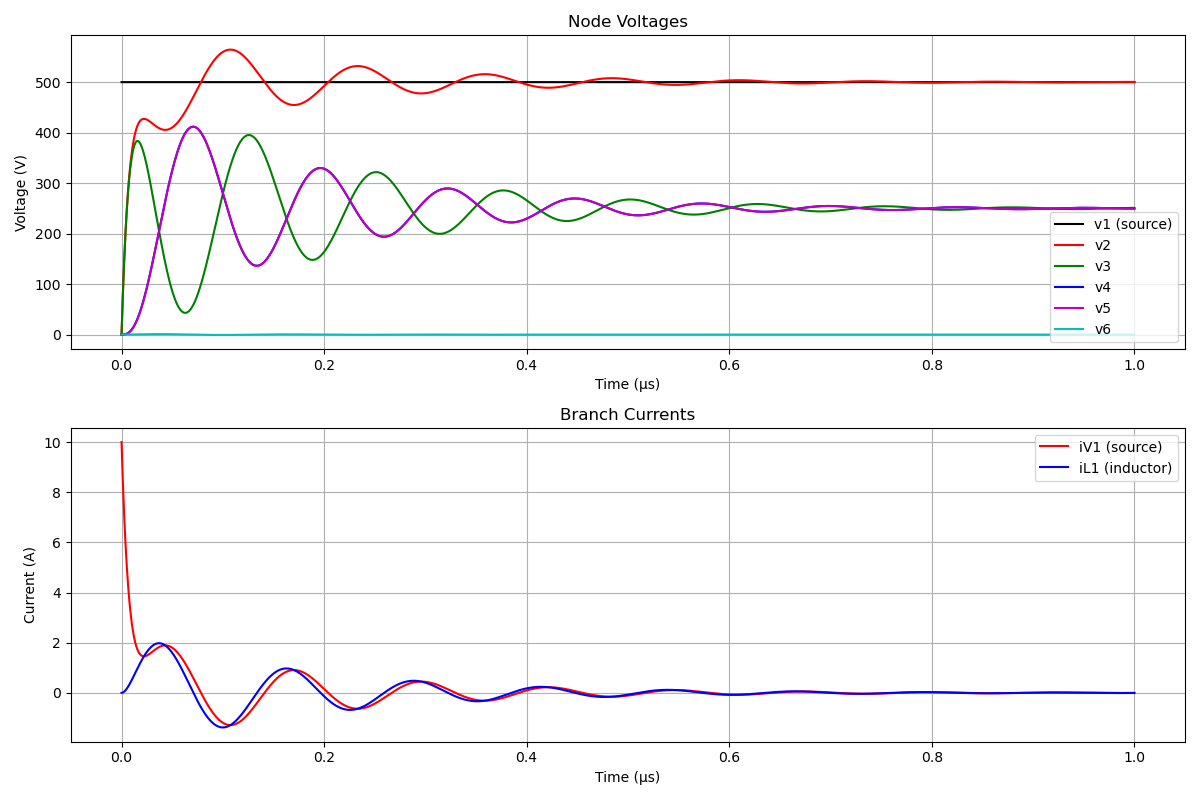 Node Voltages
Voltage (V)
500
400
300
200
100
0
v1 (source)
v2
v3
v4
v5
v6
0.0 0.2 0.4 0.6 0.8 1.0
Time (µs)
Branch Currents
Current (A)
10
8
6
4
2
0
iV1 (source)
iL1 (inductor)
0.0 0.2 0.4 0.6 0.8 1.0
Time (µs)